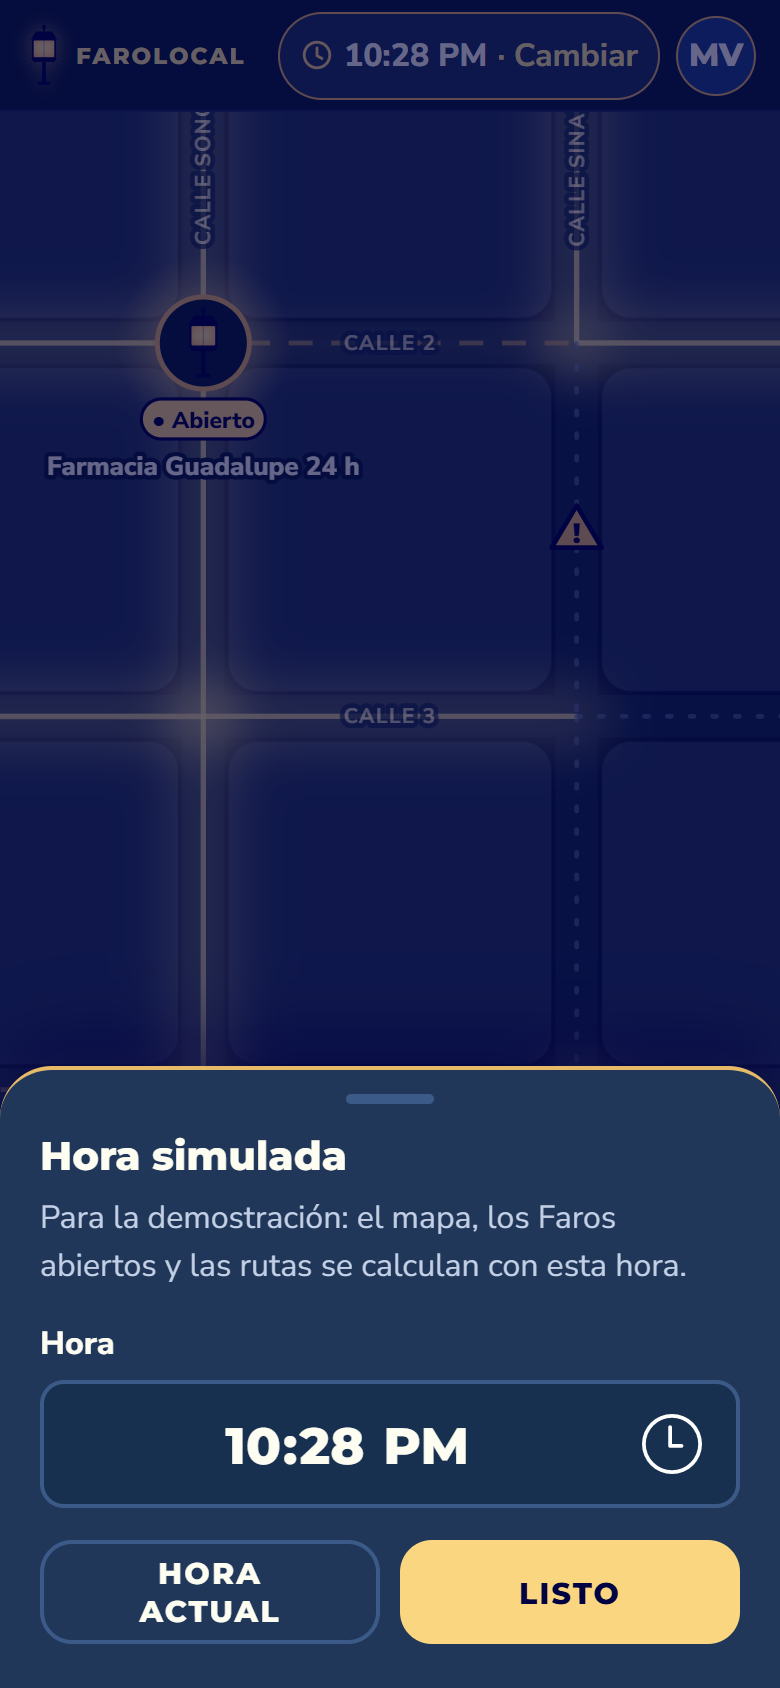 FAROLOCAL
10:28 PM · Cambiar
MV
CALLE SONO
CALLE SINA
CALLE 2
• Abierto
Farmacia Guadalupe 24 h
CALLE 3
Hora simulada
Para la demostración: el mapa, los Faros
abiertos y las rutas se calculan con esta hora.
Hora
10:28 PM
HORA
ACTUAL
LISTO